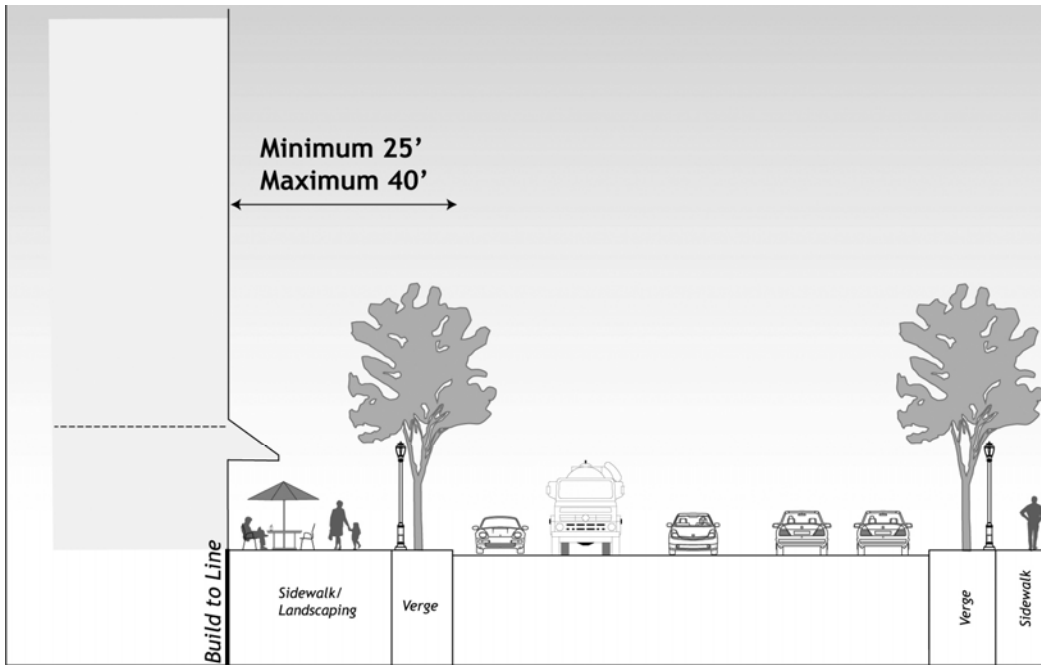 Minimum 25’
Maximum 40’
Build to Line
Sidewalk/
Landscaping
Verge
Verge
Sidewalk